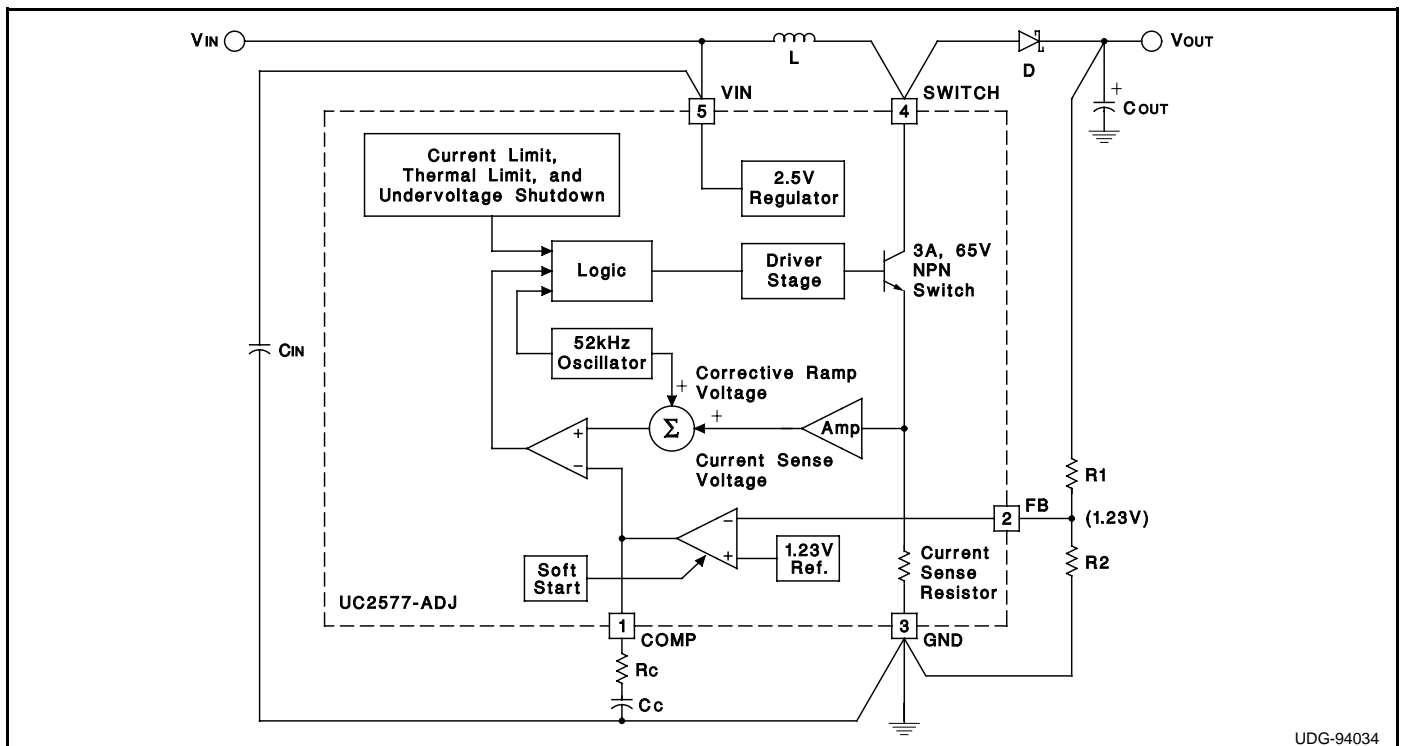 VIN
L
D
VOUT
VIN
SWITCH
5
4
+
COUT
Current Limit,
Thermal Limit, and
Undervoltage Shutdown
2.5V
Regulator
Logic
Driver
Stage
3A, 65V
NPN
Switch
CIN
52kHz
Oscillator
+
Corrective Ramp
Voltage
Σ
+
Amp
+
−
Current Sense
Voltage
R1
2
FB
(1.23V)
−
+
1.23V
Ref.
Soft
Start
Current
Sense
Resistor
R2
UC2577-ADJ
1
COMP
3
GND
Rc
Cc
UDG-94034